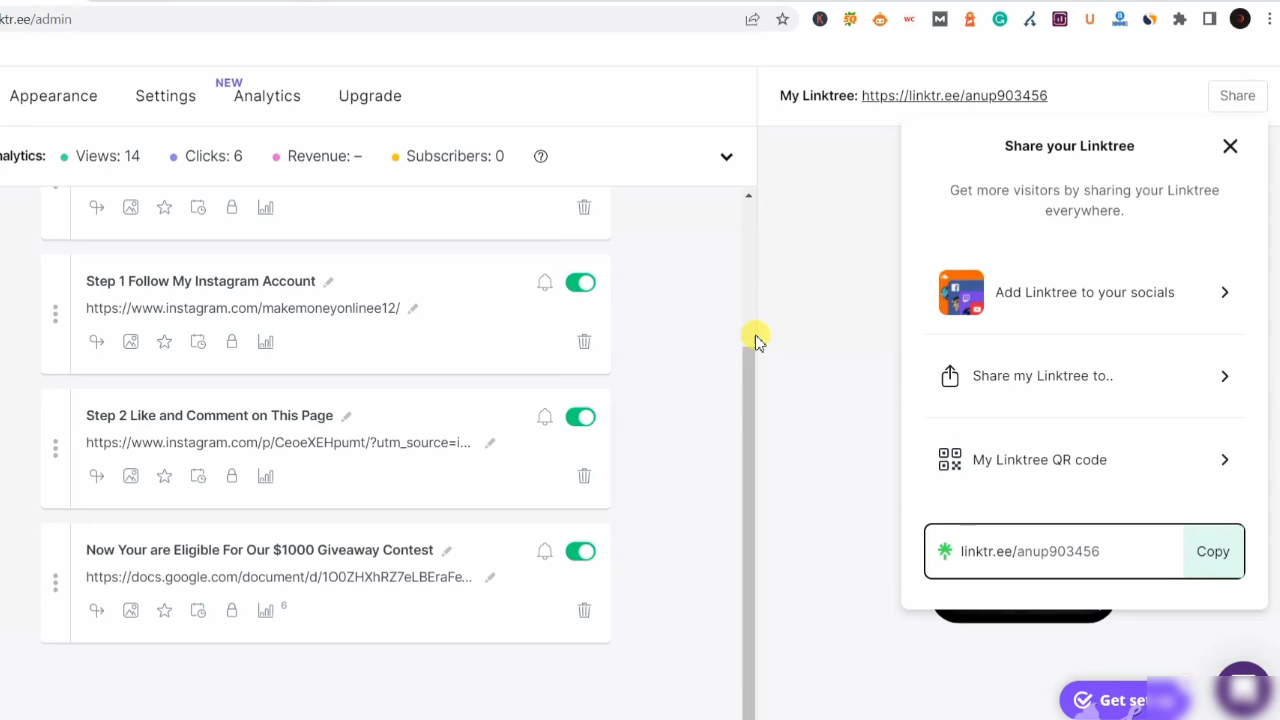 ktr.ee/admin
Appearance
Settings
NEW
Analytics
Upgrade
My Linktree: https://linktr.ee/anup903456
Share
nalytics:
Views: 14
Clicks: 6
Revenue: –
Subscribers: 0
Share your Linktree
Get more visitors by sharing your Linktree
everywhere.
Add Linktree to your socials
Share my Linktree to..
My Linktree QR code
linktr.ee/anup903456
Copy
Step 1 Follow My Instagram Account
https://www.instagram.com/makemoneyonlinee12/
Step 2 Like and Comment on This Page
https://www.instagram.com/p/CeoeXEHpumt/?utm_source=i...
Now Your are Eligible For Our $1000 Giveaway Contest
https://docs.google.com/document/d/1O0ZHXhRZ7eLBEraFe...
6
Get se